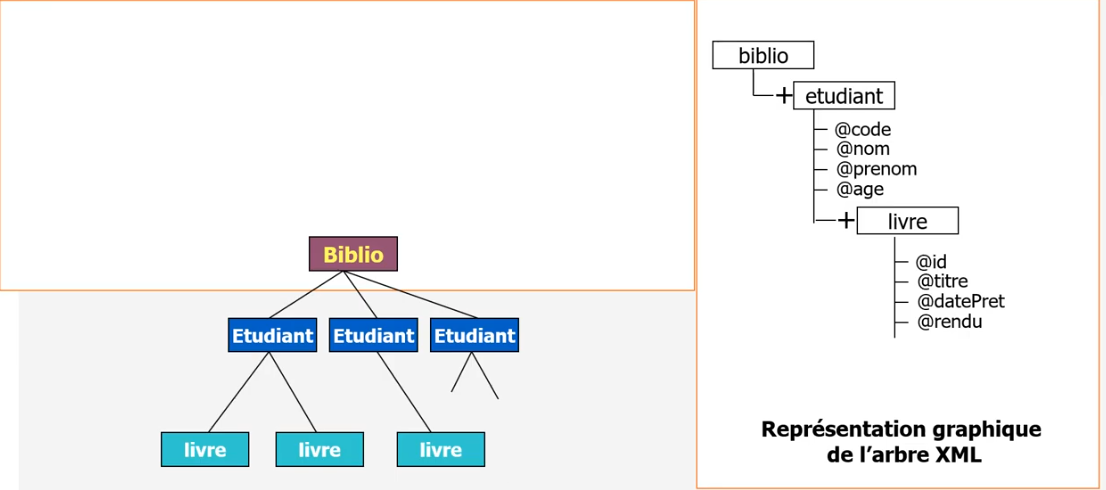 Biblio
Etudiant Etudiant Etudiant
livre livre livre
biblio
+ etudiant
@code
@nom
@prenom
@age
+ livre
@id
@titre
@datePret
@rendu
Représentation graphique
de l’arbre XML